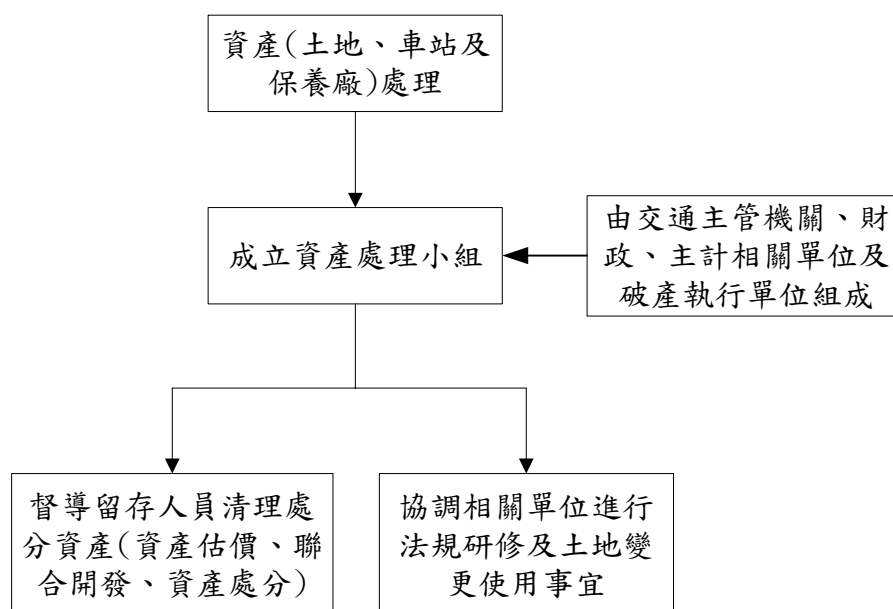 資產(土地、車站及
保養廠)處理
成立資產處理小組
由交通主管機關、財
政、主計相關單位及
破產執行單位組成
督導留存人員清理處
分資產(資產估價、聯
合開發、資產處分)
協調相關單位進行
法規研修及土地變
更使用事宜